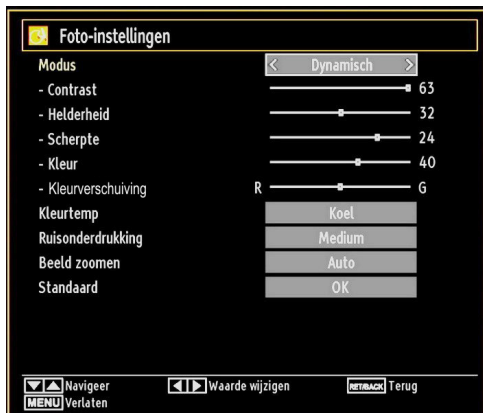 Foto-instellingen
Modus Dynamisch
- Contrast 63
- Helderheid 32
- Scherpte 24
- Kleur 40
- Kleurverschuiving R G
Kleurtemp Koel
Ruisonderdrukking Medium
Beeld zoomen Auto
Standaard OK
Navigeer Waarde wijzigen RET/BACK Terug
MENU Verlaten